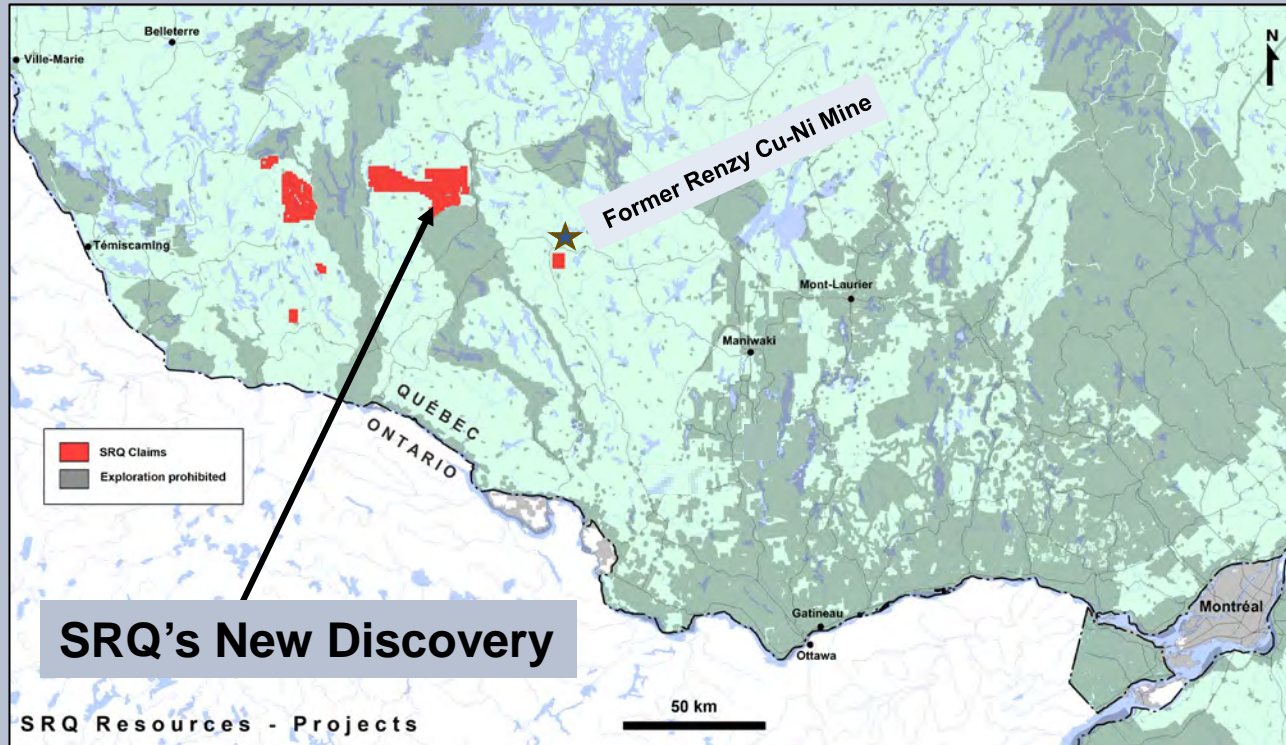 Belleterre
Ville-Marie
N
Former Renzy Cu-Ni Mine
Témiscaming
Mont-Laurier
Maniwaki
QUÉBEC
ONTARIO
SRQ Claims
Exploration prohibited
SRQ’s New Discovery
Gatineau
Ottawa
Montréal
50 km
SRQ Resources - Projects